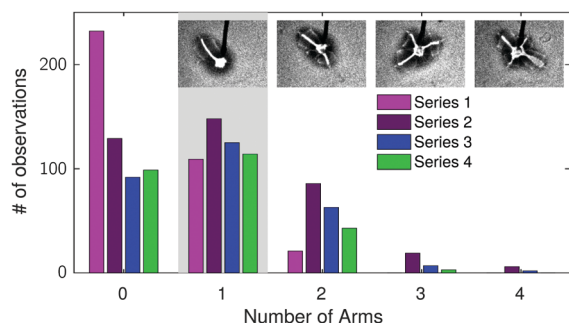 # of observations
200
100
0
Series 1
Series 2
Series 3
Series 4
0 1 2 3 4
Number of Arms